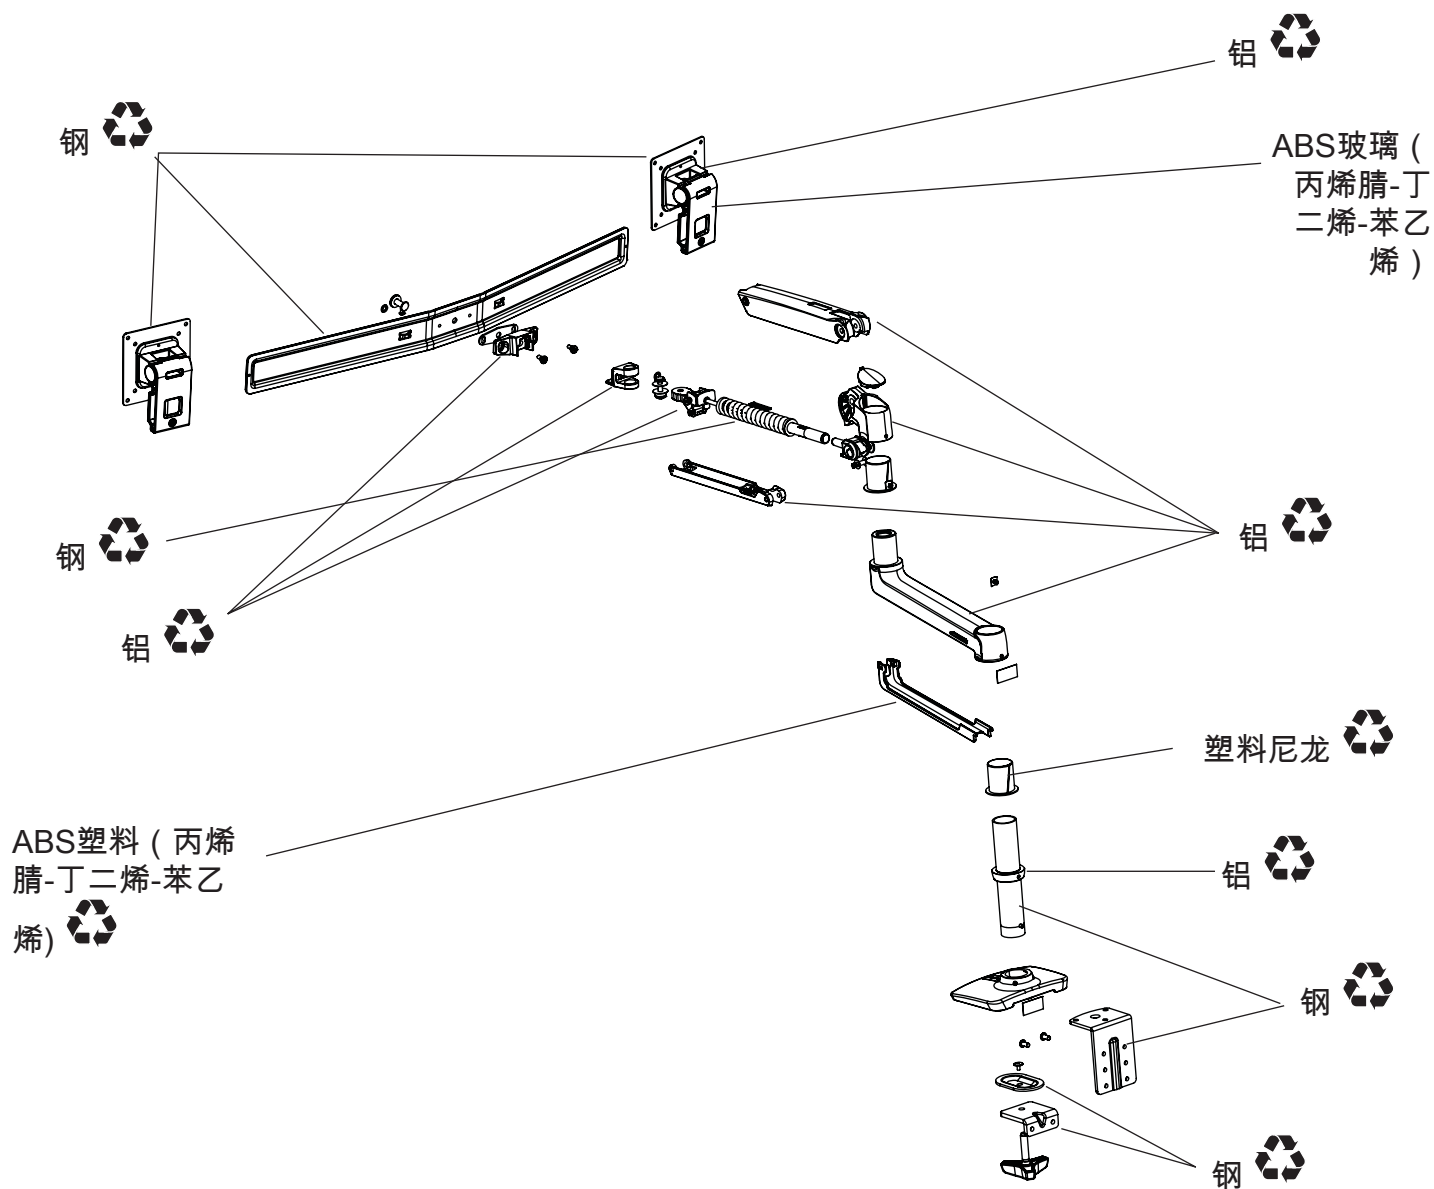 铝
钢
ABS玻璃（
丙烯腈-丁
二烯-苯乙
烯）
铝
钢
铝
塑料尼龙
ABS塑料（丙烯
腈-丁二烯-苯乙
烯)
铝
钢
钢